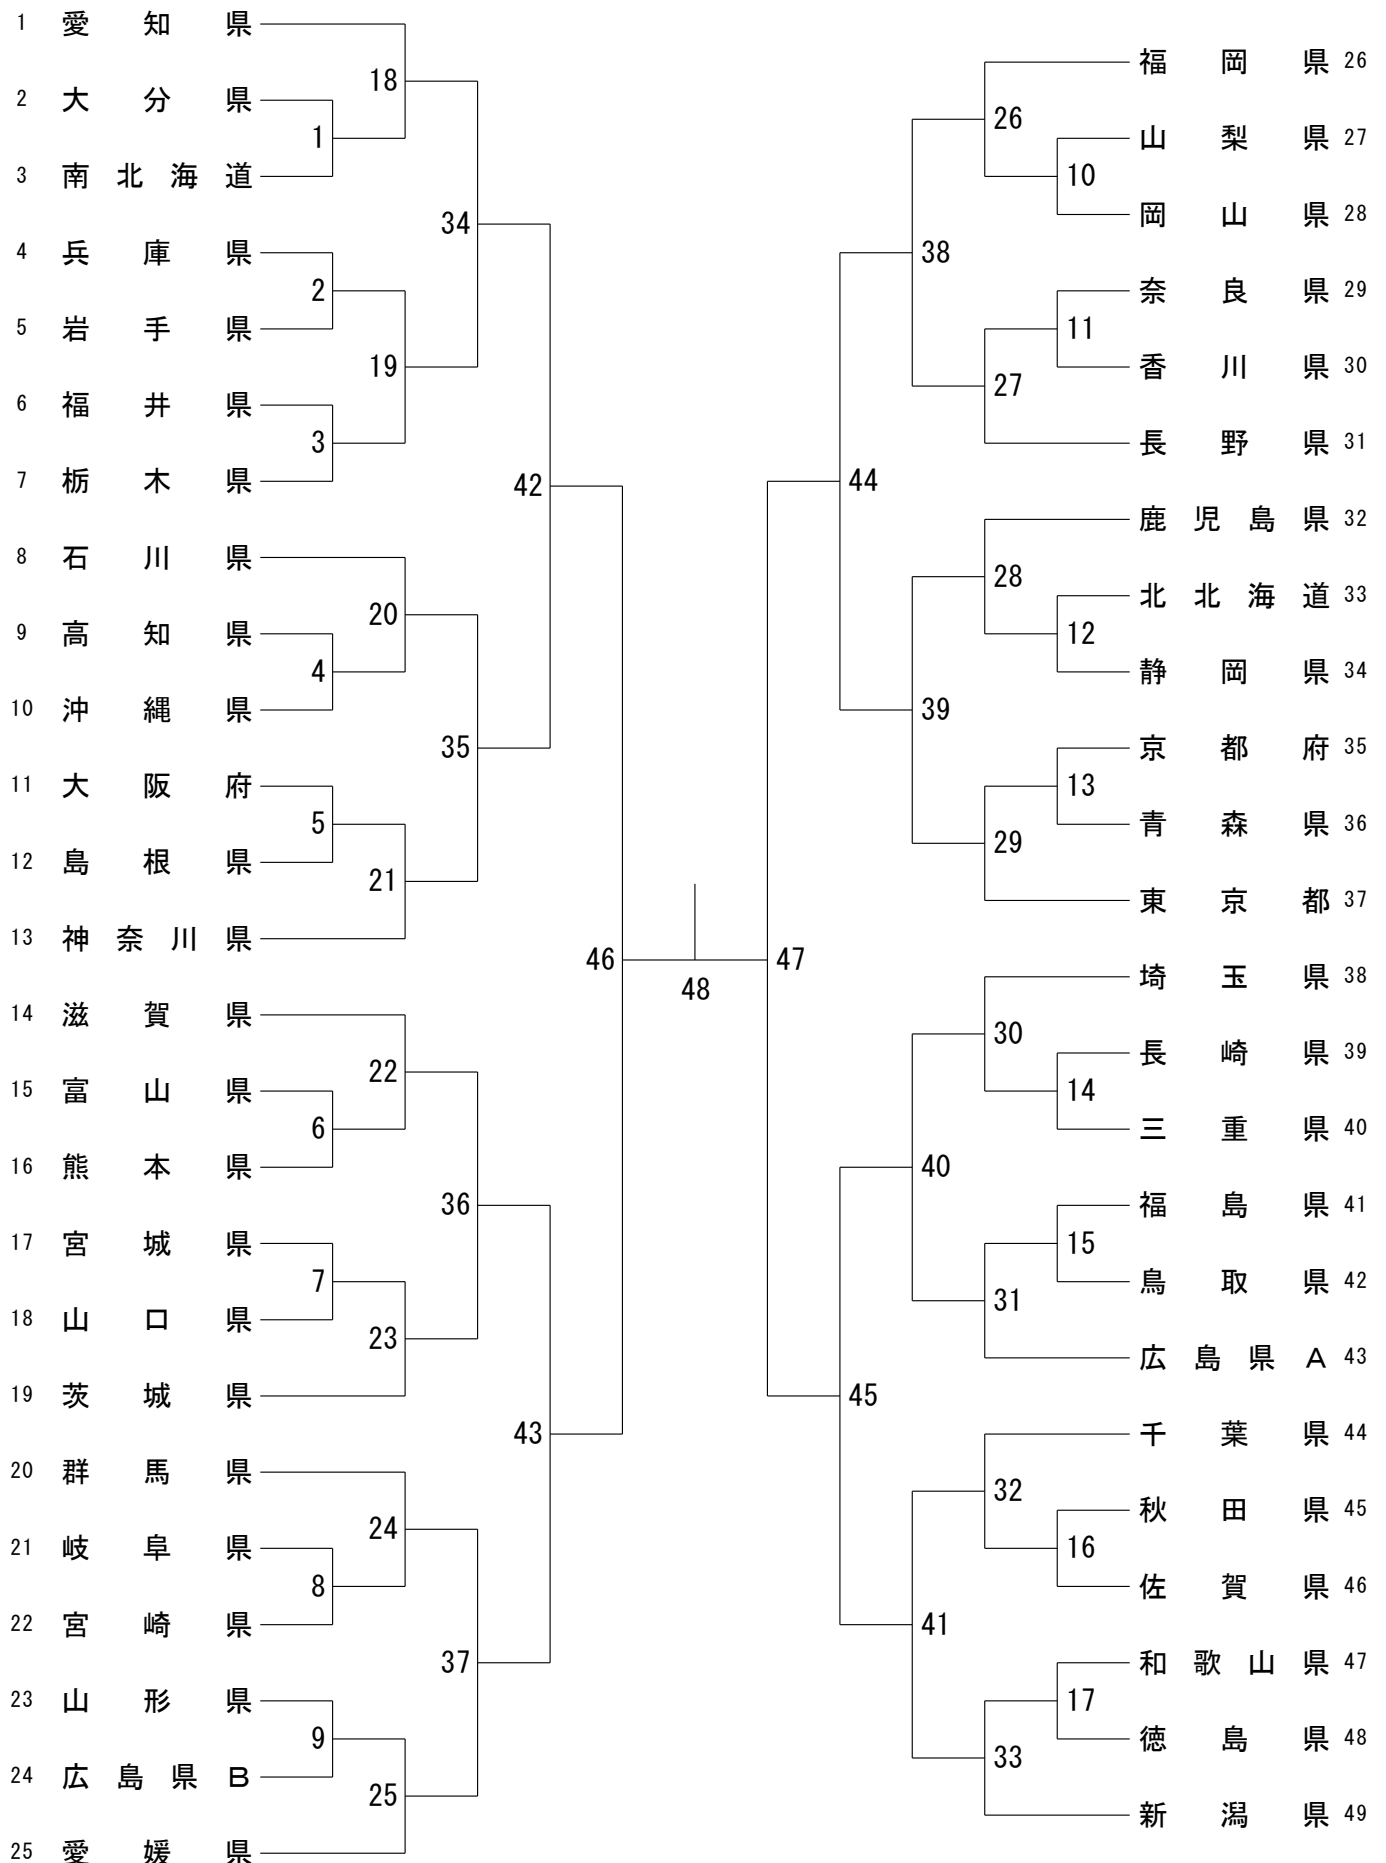 1 愛知県
2 大分県
3 南北海道
4 兵庫県
5 岩手県
6 福井県
7 栃木県
8 石川県
9 高知県
10 沖縄県
11 大阪府
12 島根県
13 神奈川県
14 滋賀県
15 富山県
16 熊本県
17 宮城県
18 山口県
19 茨城県
20 群馬県
21 岐阜県
22 宮崎県
23 山形県
24 広島県B
25 愛媛県
1
2
3
4
5
6
7
8
9
18
19
20
21
22
23
24
25
34
35
36
37
42
43
46
48
47
44
45
38
39
40
41
26
27
28
29
30
31
32
33
10
11
12
13
14
15
16
17
福岡県 26
山梨県 27
岡山県 28
奈良県 29
香川県 30
長野県 31
鹿児島県 32
北北海道 33
静岡県 34
京都府 35
青森県 36
東京都 37
埼玉県 38
長崎県 39
三重県 40
福島県 41
鳥取県 42
広島県A 43
千葉県 44
秋田県 45
佐賀県 46
和歌山県 47
徳島県 48
新潟県 49